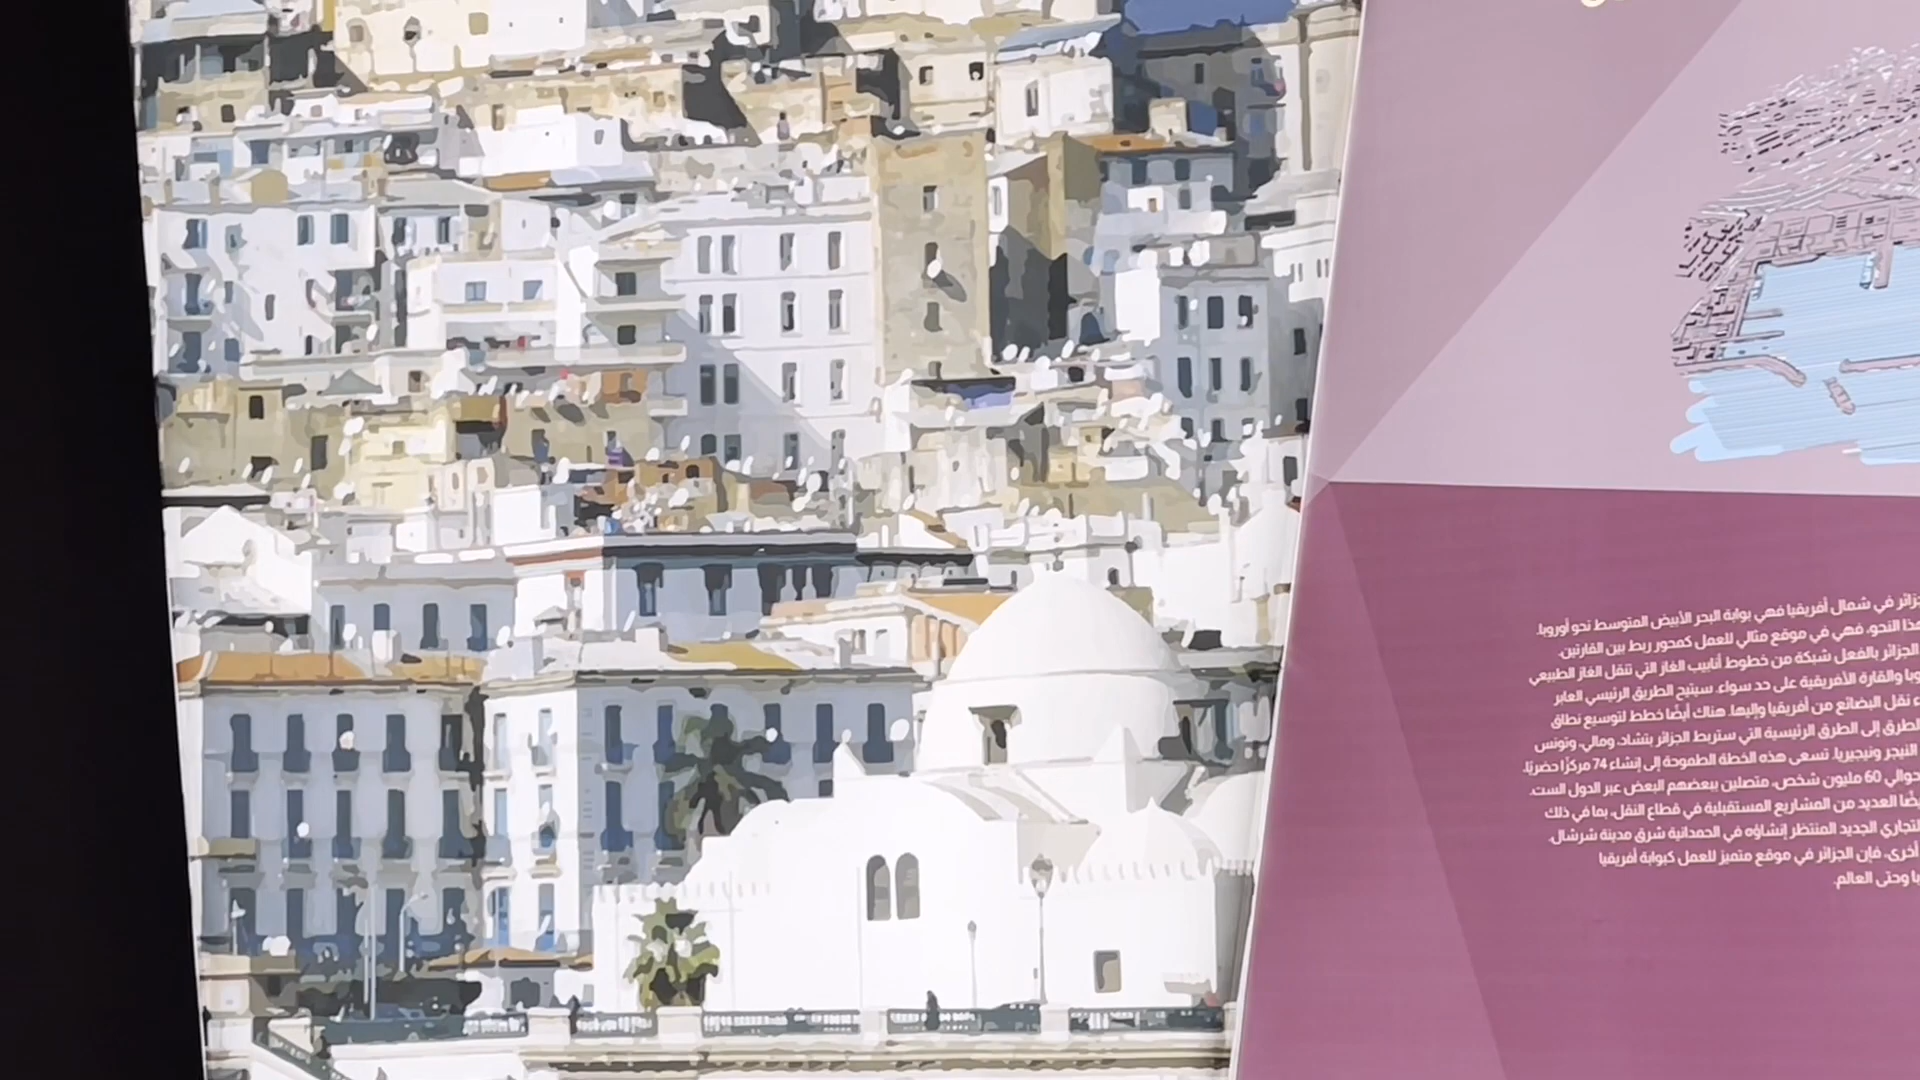 جزائر في شمال أفريقيا فهي بوابة البحر الأبيض المتوسط نحو أوروبا.
هذا النحو، فهي في موقع مثالي للعمل كمحور ربط بين القارتين.
الجزائر بالفعل شبكة من خطوط أنابيب الغاز التي تنقل الغاز الطبيعي
وبا والقارة الأفريقية على حد سواء. سيتيح الطريق الرئيسي العابر
نقل البضائع من أفريقيا وإليها. هناك أيضًا خطط لتوسيع نطاق
الطرق إلى الطرق الرئيسية التي ستربط الجزائر بتشاد، ومالي، وتونس
النيجر ونيجيريا. تسعى هذه الخطة الطموحة إلى إنشاء 74 مركزًا حضريًا،
حوالي 60 مليون شخص، متصلين ببعضهم البعض عبر الدول الست.
يضًا العديد من المشاريع المستقبلية في قطاع النقل، بما في ذلك
لتجاري الجديد المنتظر إنشاؤه في الحمدانية شرق مدينة شرشال.
أخرى، فإن الجزائر في موقع متميز للعمل كبوابة أفريقيا
با وحتى العالم.